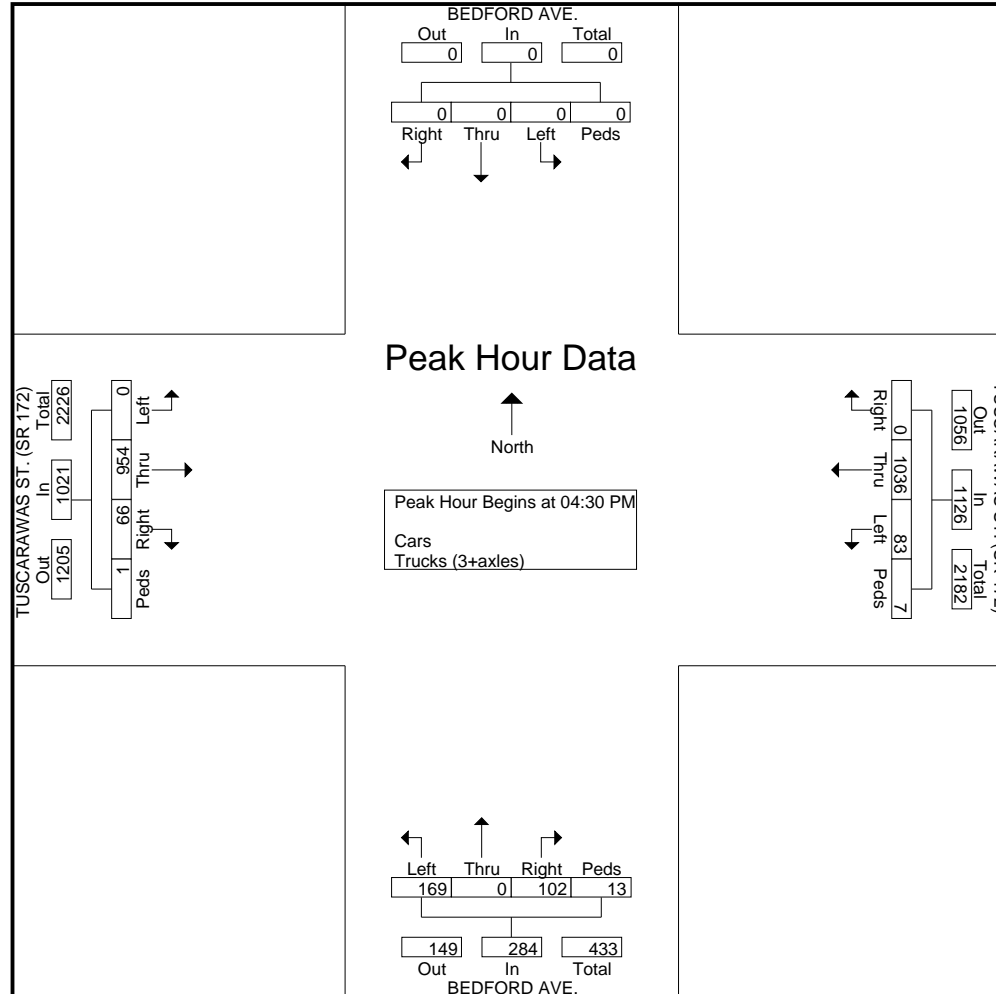 BEDFORD AVE.
Out In Total
0 0 0
0 0 0 0
Right Thru Left Peds
Peak Hour Data
North
Peak Hour Begins at 04:30 PM
Cars
Trucks (3+axles)
TUSCARAWAS ST. (SR 172)
Total In Out
2226 1021 1205
0 954 66 1
Left Thru Right Peds
Right Thru Left Peds
0 1036 83 7
1056 1126 2182
Out In Total
Left Thru Right Peds
169 0 102 13
149 284 433
Out In Total
BEDFORD AVE.